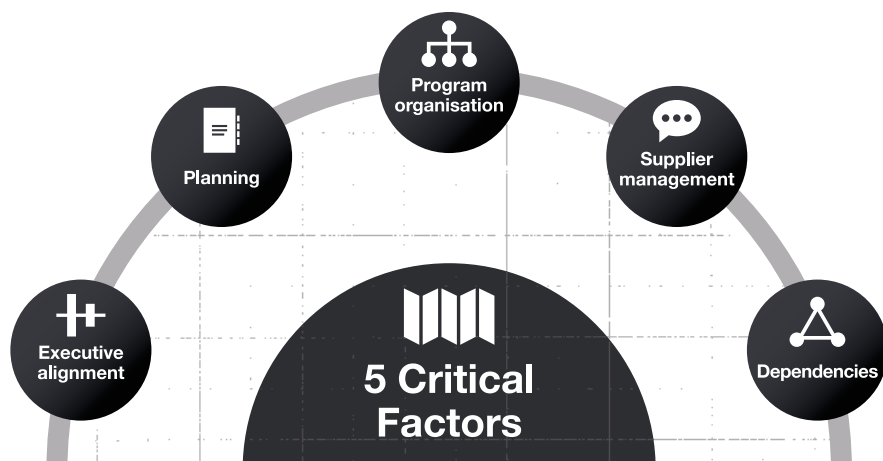 Executive
alignment
Planning
Program
organisation
Supplier
management
Dependencies
5 Critical
Factors